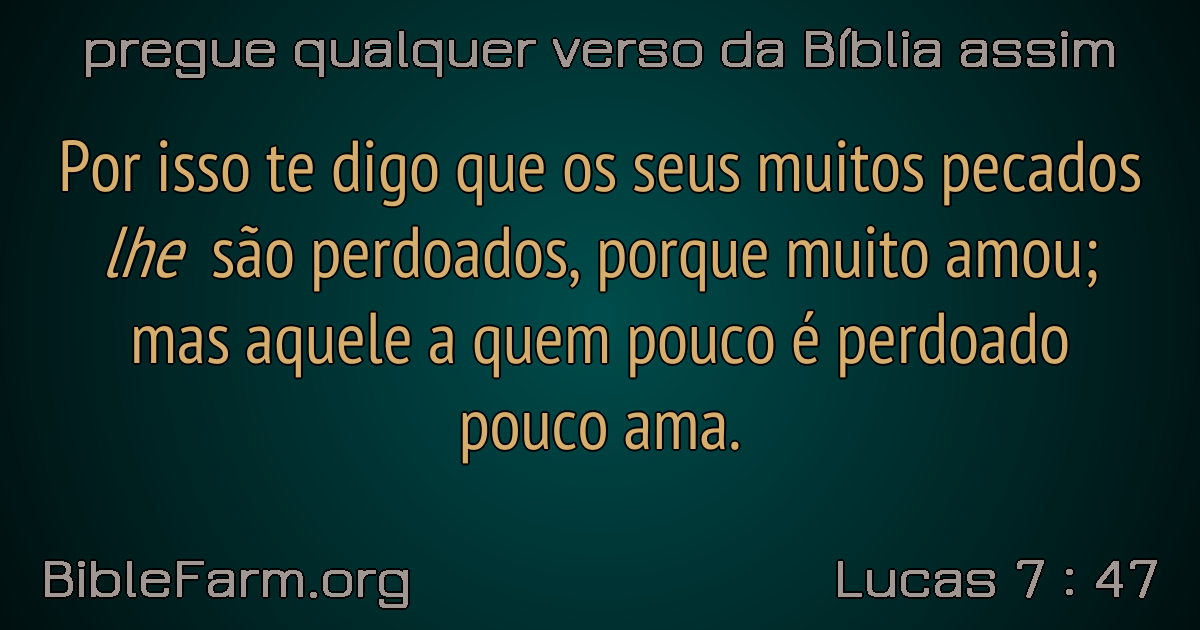 pregue qualquer verso da Bíblia assim
Por isso te digo que os seus muitos pecados
lhe são perdoados, porque muito amou;
mas aquele a quem pouco é perdoado
pouco ama.
BibleFarm.org
Lucas 7 : 47